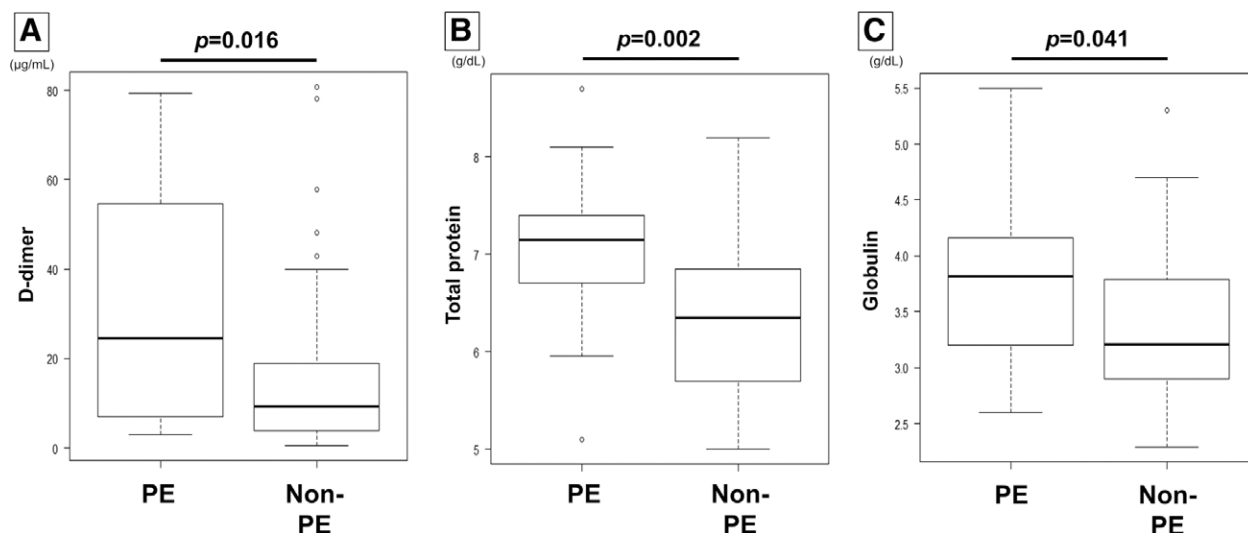 A
p=0.016
(µg/mL)
D-dimer
80
60
40
20
0
PE
Non-
PE
B
p=0.002
(g/dL)
Total protein
8
7
6
5
PE
Non-
PE
C
p=0.041
(g/dL)
Globulin
5.5
5.0
4.5
4.0
3.5
3.0
2.5
PE
Non-
PE